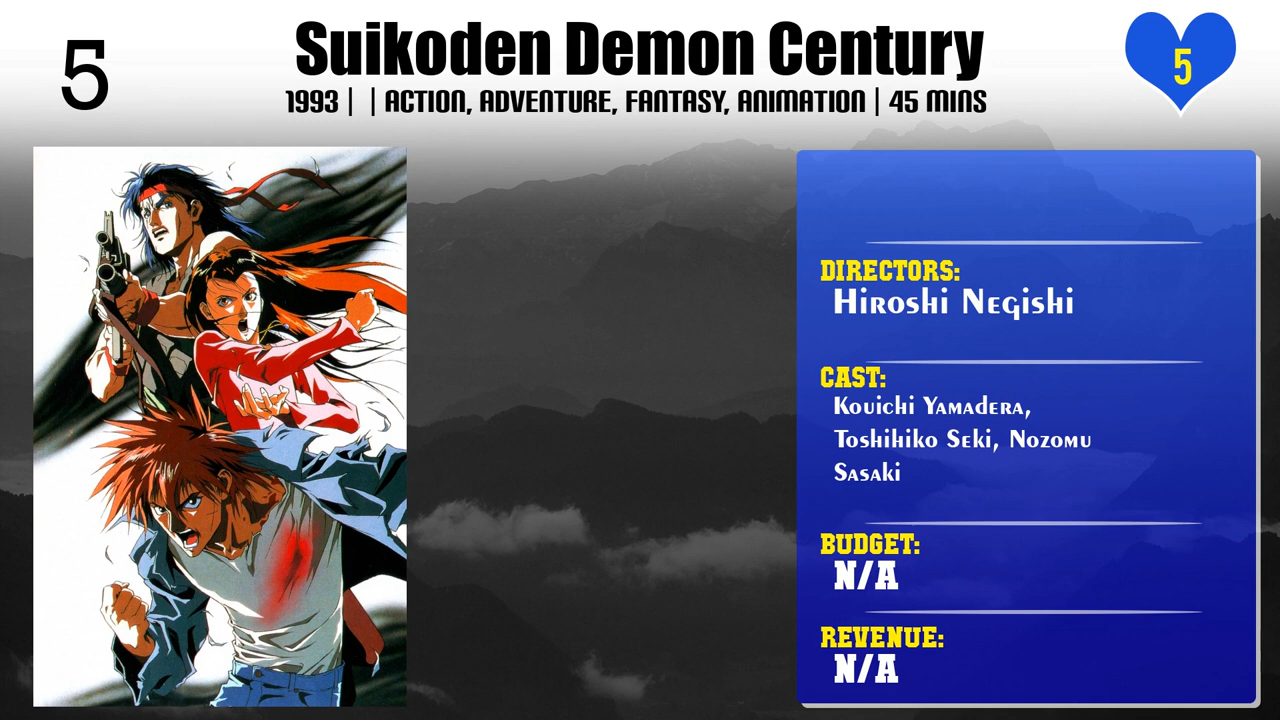 5
Suikoden Demon Century
5
1993 | | ACTION, ADVENTURE, FANTASY, ANIMATION | 45 MINS
DIRECTORS:
Hiroshi Negishi
CAST:
Kouichi Yamadera,
Toshihiko Seki, Nozomu
Sasaki
BUDGET:
N/A
REVENUE:
N/A